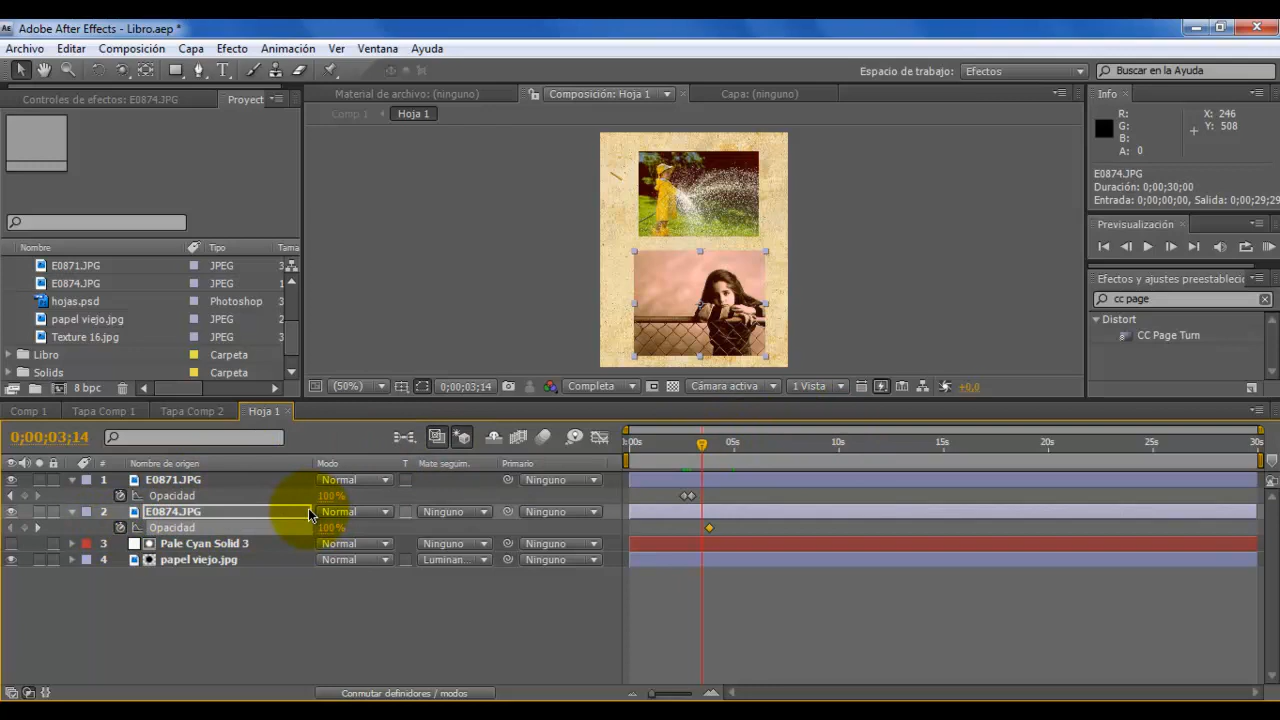 Adobe After Effects - Libro.aep *
Archivo Editar Composición Capa Efecto Animación Ver Ventana Ayuda
Espacio de trabajo: Efectos Buscar en la Ayuda
Controles de efectos: E0874.JPG Proyect
Material de archivo: (ninguno) Composición: Hoja 1 Capa: (ninguno)
Comp 1 Hoja 1
Info
R: X: 246
G: Y: 508
B:
A: 0
E0874.JPG
Duración: 0;00;30;00
Entrada: 0;00;00;00, Salida: 0;00;29;29
Previsualización
Efectos y ajustes preestableci
cc page
Distort
CC Page Turn
Nombre Tipo Tama
E0871.JPG JPEG 3
E0874.JPG JPEG 1
hojas.psd Photoshop 3
papel viejo.jpg JPEG 2
Texture 16.jpg JPEG 3
Libro Carpeta
Solids Carpeta
8 bpc
(50%) 0;00;03;14 Completa Cámara activa 1 Vista +0,0
Comp 1 Tapa Comp 1 Tapa Comp 2 Hoja 1
0;00;03;14
:00s 05s 10s 15s 20s 25s 30s
# Nombre de origen Modo T Mate seguim. Primario
1 E0871.JPG Normal Ninguno
Opacidad 100%
2 E0874.JPG Normal Ninguno Ninguno
Opacidad 100%
3 Pale Cyan Solid 3 Normal Ninguno Ninguno
4 papel viejo.jpg Normal Luminan... Ninguno
Conmutar definidores / modos